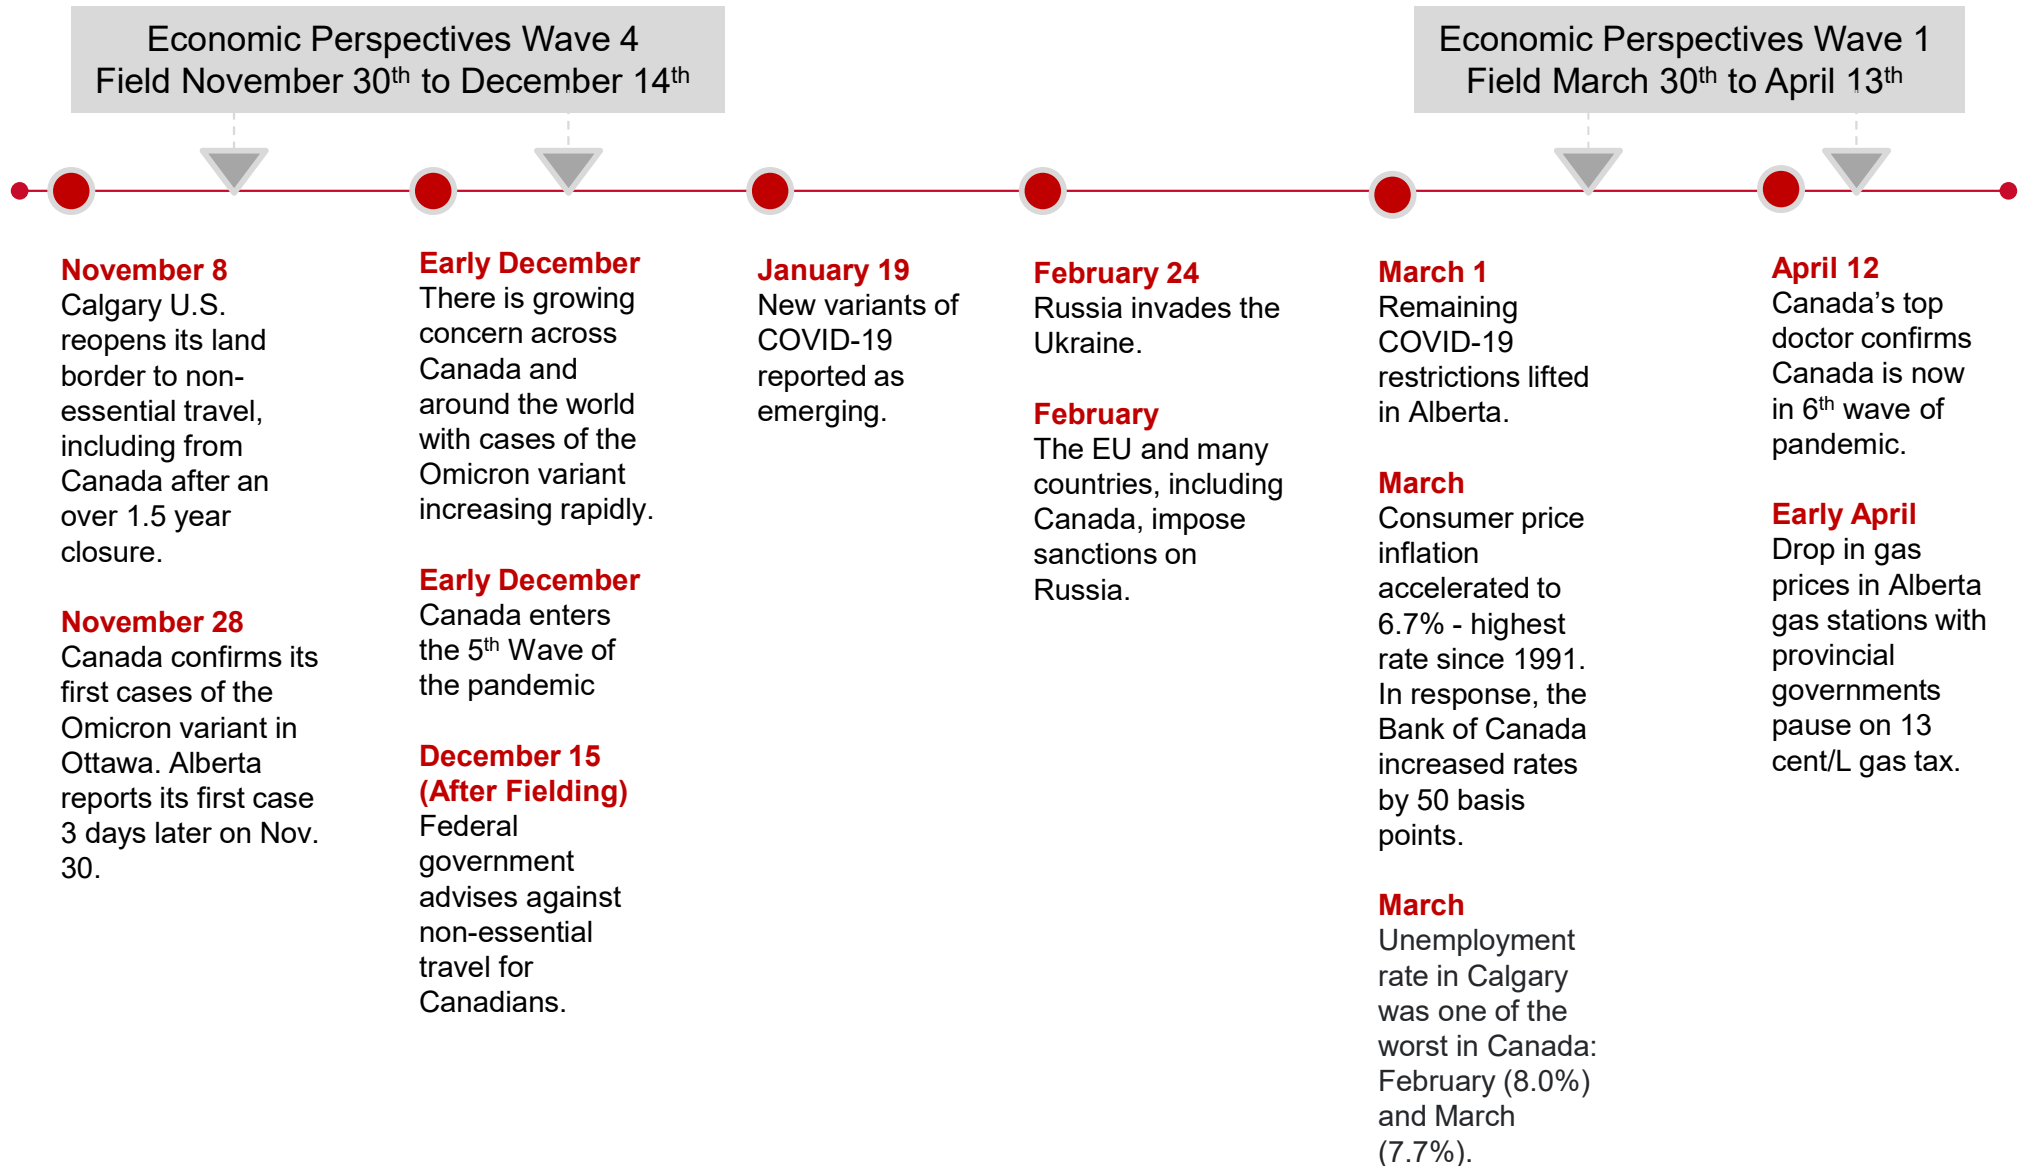 Economic Perspectives Wave 4
Field November 30th to December 14th
Economic Perspectives Wave 1
Field March 30th to April 13th
November 8
Calgary U.S.
reopens its land
border to non-
essential travel,
including from
Canada after an
over 1.5 year
closure.
November 28
Canada confirms its
first cases of the
Omicron variant in
Ottawa. Alberta
reports its first case
3 days later on Nov.
30.
Early December
There is growing
concern across
Canada and
around the world
with cases of the
Omicron variant
increasing rapidly.
Early December
Canada enters
the 5th Wave of
the pandemic
December 15
(After Fielding)
Federal
government
advises against
non-essential
travel for
Canadians.
January 19
New variants of
COVID-19
reported as
emerging.
February 24
Russia invades the
Ukraine.
February
The EU and many
countries, including
Canada, impose
sanctions on
Russia.
March 1
Remaining
COVID-19
restrictions lifted
in Alberta.
March
Consumer price
inflation
accelerated to
6.7% - highest
rate since 1991.
In response, the
Bank of Canada
increased rates
by 50 basis
points.
March
Unemployment
rate in Calgary
was one of the
worst in Canada:
February (8.0%)
and March
(7.7%).
April 12
Canada’s top
doctor confirms
Canada is now
in 6th wave of
pandemic.
Early April
Drop in gas
prices in Alberta
gas stations with
provincial
governments
pause on 13
cent/L gas tax.